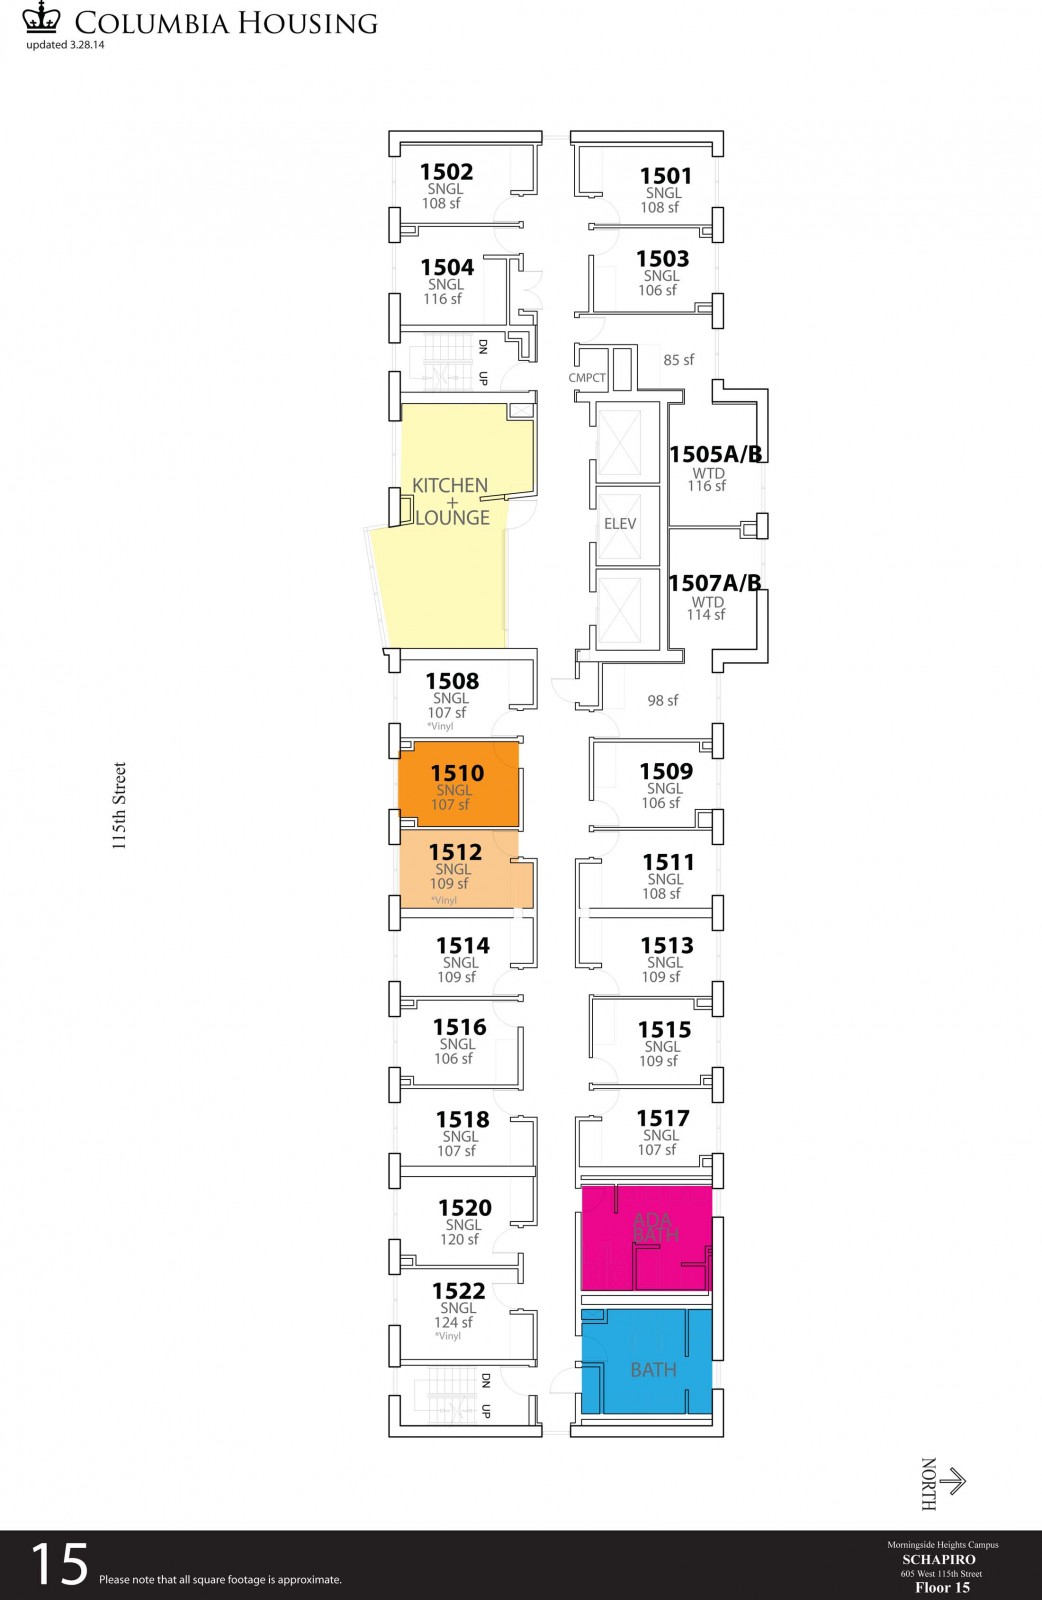 COLUMBIA HOUSING
updated 3.28.14
1502
SNGL
108 sf
1501
SNGL
108 sf
1504
SNGL
116 sf
1503
SNGL
106 sf
DN
UP
CMPCT
85 sf
KITCHEN
+
LOUNGE
ELEV
1505A/B
WTD
116 sf
1507A/B
WTD
114 sf
1508
SNGL
107 sf
*Vinyl
98 sf
1510
SNGL
107 sf
1509
SNGL
106 sf
1512
SNGL
109 sf
*Vinyl
1511
SNGL
108 sf
115th Street
1514
SNGL
109 sf
1513
SNGL
109 sf
1516
SNGL
106 sf
1515
SNGL
109 sf
1518
SNGL
107 sf
1517
SNGL
107 sf
1520
SNGL
120 sf
ADA
BATH
1522
SNGL
124 sf
*Vinyl
BATH
DN
UP
NORTH
15 Please note that all square footage is approximate.
Morningside Heights Campus
SCHAPIRO
605 West 115th Street
Floor 15